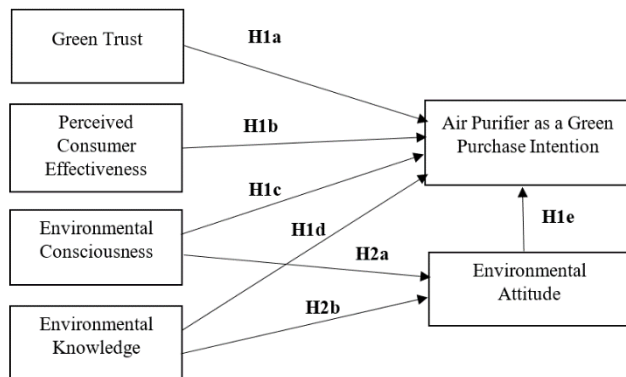 Green Trust
H1a
Perceived
Consumer
Effectiveness
H1b
Air Purifier as a Green
Purchase Intention
H1c
Environmental
Consciousness
H1d
H1e
H2a
Environmental
Attitude
H2b
Environmental
Knowledge